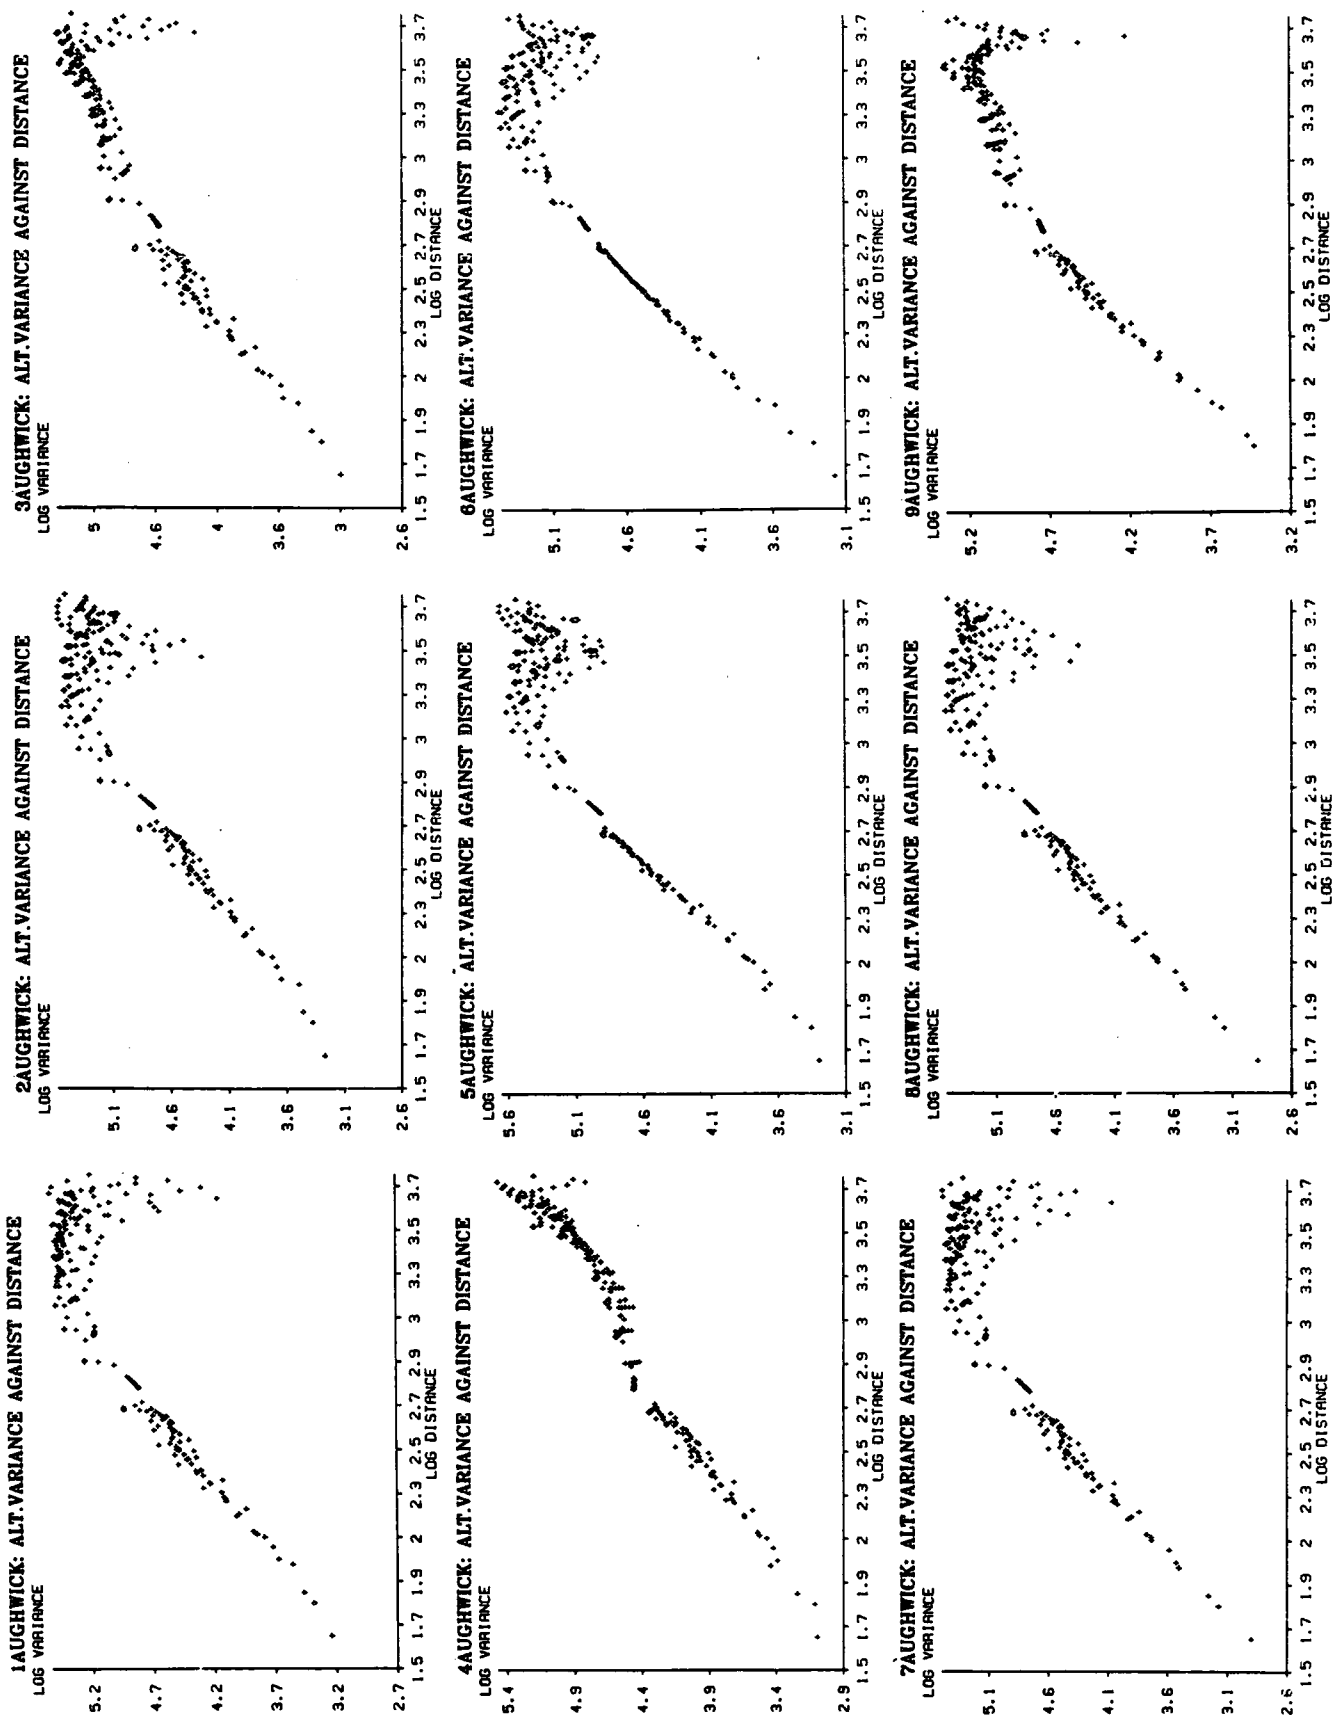 1AUGHWICK: ALT.VARIANCE AGAINST DISTANCE
LOG VARIANCE
5.2
4.7
4.2
3.7
3.2
2.7
1.5 1.7 1.9 2 2.3 2.5 2.7 2.9 3 3.3 3.5 3.7
LOG DISTANCE
2AUGHWICK: ALT.VARIANCE AGAINST DISTANCE
LOG VARIANCE
5.1
4.6
4.1
3.6
3.1
2.6
1.5 1.7 1.9 2 2.3 2.5 2.7 2.9 3 3.3 3.5 3.7
LOG DISTANCE
3AUGHWICK: ALT.VARIANCE AGAINST DISTANCE
LOG VARIANCE
5
4.6
4
3.6
3
2.6
1.5 1.7 1.9 2 2.3 2.5 2.7 2.9 3 3.3 3.5 3.7
LOG DISTANCE
4AUGHWICK: ALT.VARIANCE AGAINST DISTANCE
LOG VARIANCE
5.4
4.9
4.4
3.9
3.4
2.9
1.5 1.7 1.9 2 2.3 2.5 2.7 2.9 3 3.3 3.5 3.7
LOG DISTANCE
5AUGHWICK: ALT.VARIANCE AGAINST DISTANCE
LOG VARIANCE
5.6
5.1
4.6
4.1
3.6
3.1
1.5 1.7 1.9 2 2.3 2.5 2.7 2.9 3 3.3 3.5 3.7
LOG DISTANCE
6AUGHWICK: ALT.VARIANCE AGAINST DISTANCE
LOG VARIANCE
5.1
4.6
4.1
3.6
3.1
1.5 1.7 1.9 2 2.3 2.5 2.7 2.9 3 3.3 3.5 3.7
LOG DISTANCE
7AUGHWICK: ALT.VARIANCE AGAINST DISTANCE
LOG VARIANCE
5.1
4.6
4.1
3.6
3.1
2.6
1.5 1.7 1.9 2 2.3 2.5 2.7 2.9 3 3.3 3.5 3.7
LOG DISTANCE
8AUGHWICK: ALT.VARIANCE AGAINST DISTANCE
LOG VARIANCE
5.1
4.6
4.1
3.6
3.1
2.6
1.5 1.7 1.9 2 2.3 2.5 2.7 2.9 3 3.3 3.5 3.7
LOG DISTANCE
9AUGHWICK: ALT.VARIANCE AGAINST DISTANCE
LOG VARIANCE
5.2
4.7
4.2
3.7
3.2
1.5 1.7 1.9 2 2.3 2.5 2.7 2.9 3 3.3 3.5 3.7
LOG DISTANCE